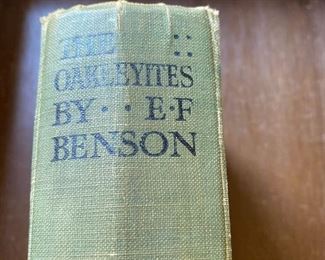 THE ::
OAKLEYITES
BY ·· E·F
BENSON